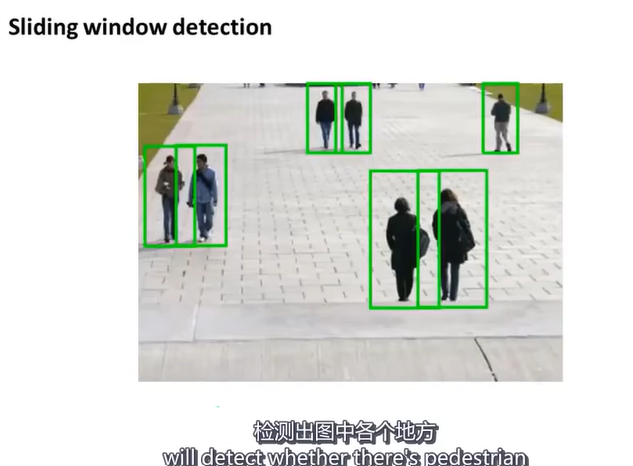 Sliding window detection
检测出图中各个地方
will detect whether there's pedestrian